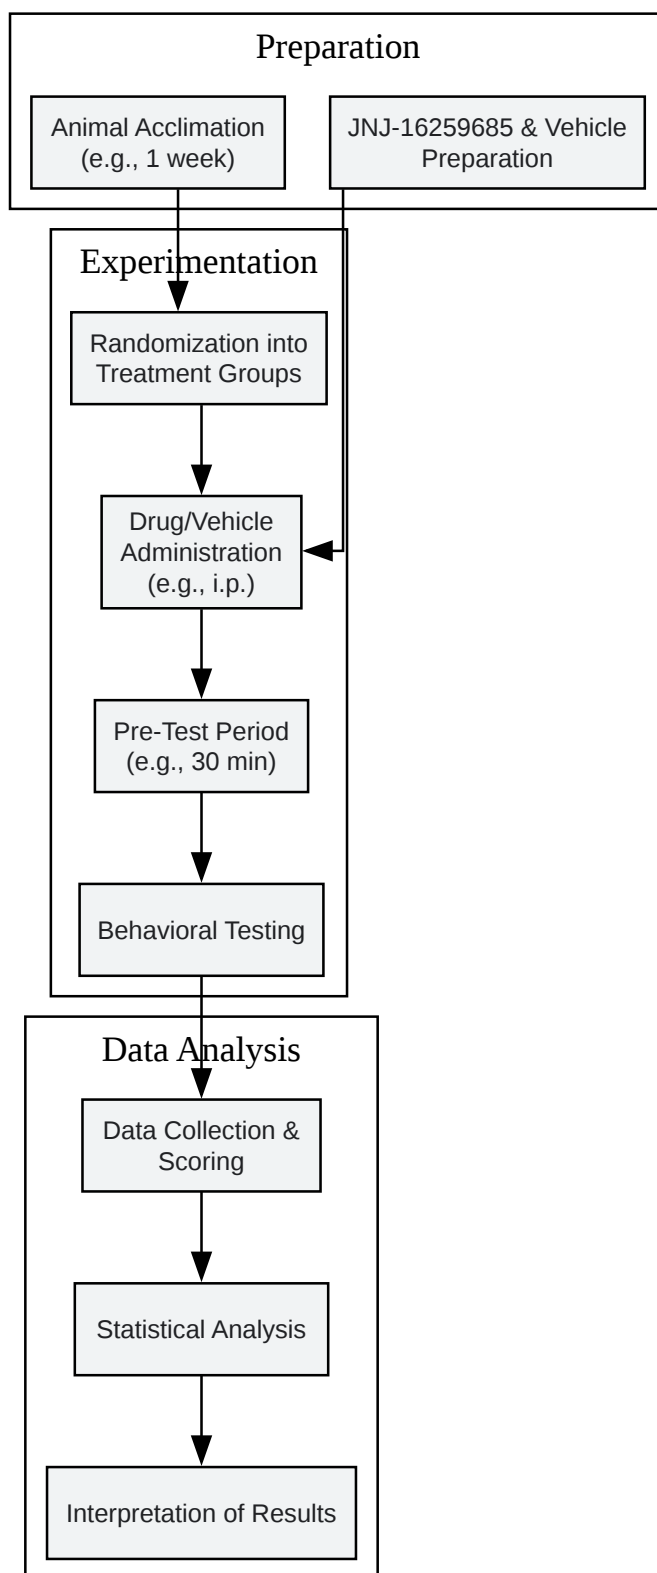 Preparation
Animal Acclimation
(e.g., 1 week)
JNJ-16259685 & Vehicle
Preparation
Experimentation
Randomization into
Treatment Groups
Drug/Vehicle
Administration
(e.g., i.p.)
Pre-Test Period
(e.g., 30 min)
Behavioral Testing
Data Analysis
Data Collection &
Scoring
Statistical Analysis
Interpretation of Results